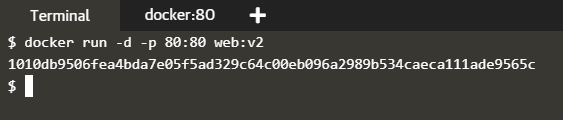 Terminal docker:80 +
$ docker run -d -p 80:80 web:v2
1010db9506fea4bda7e05f5ad329c64c00eb096a2989b534caeca111ade9565c
$